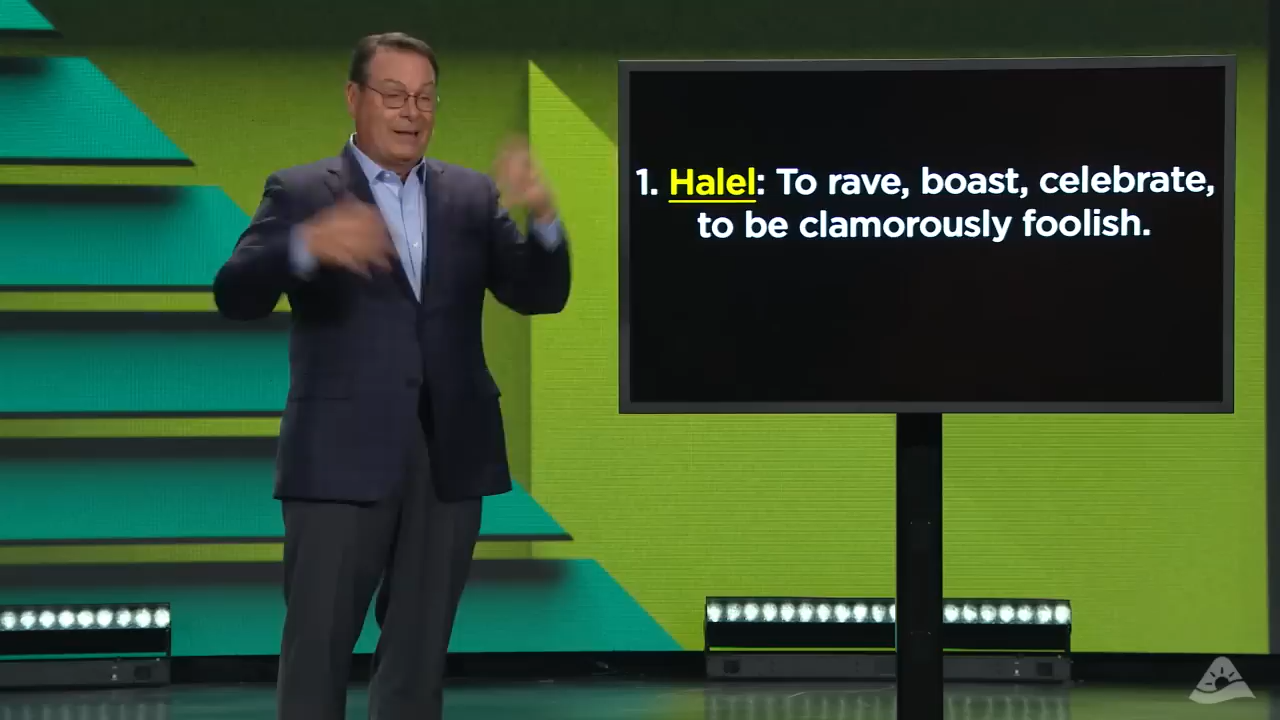 1. Halel: To rave, boast, celebrate,
to be clamorously foolish.